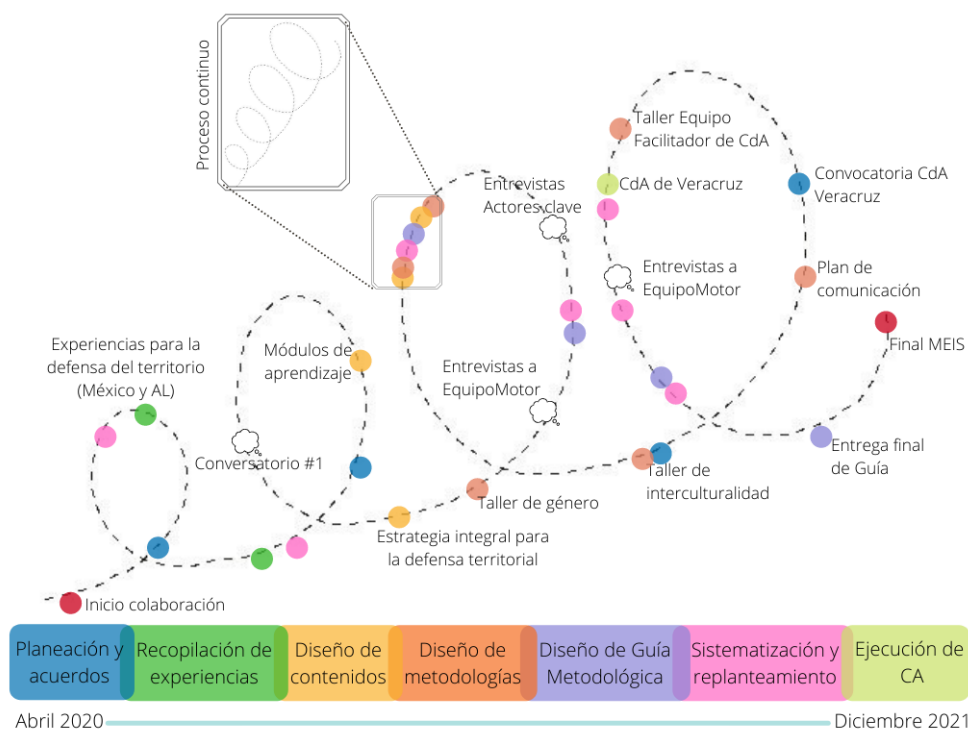 Proceso continuo
Taller Equipo
Facilitador de CdA
Entrevistas
Actores clave
CdA de Veracruz
Convocatoria CdA
Veracruz
Entrevistas a
EquipoMotor
Plan de
comunicación
Experiencias para la
defensa del territorio
(México y AL)
Módulos de
aprendizaje
Final MEIS
Entrevistas a
EquipoMotor
Conversatorio #1
Entrega final
de Guía
Taller de
interculturalidad
Taller de género
Estrategia integral para
la defensa territorial
Inicio colaboración
Planeación y
acuerdos
Recopilación de
experiencias
Diseño de
contenidos
Diseño de
metodologías
Diseño de Guía
Metodológica
Sistematización y
replanteamiento
Ejecución de
CA
Abril 2020
Diciembre 2021